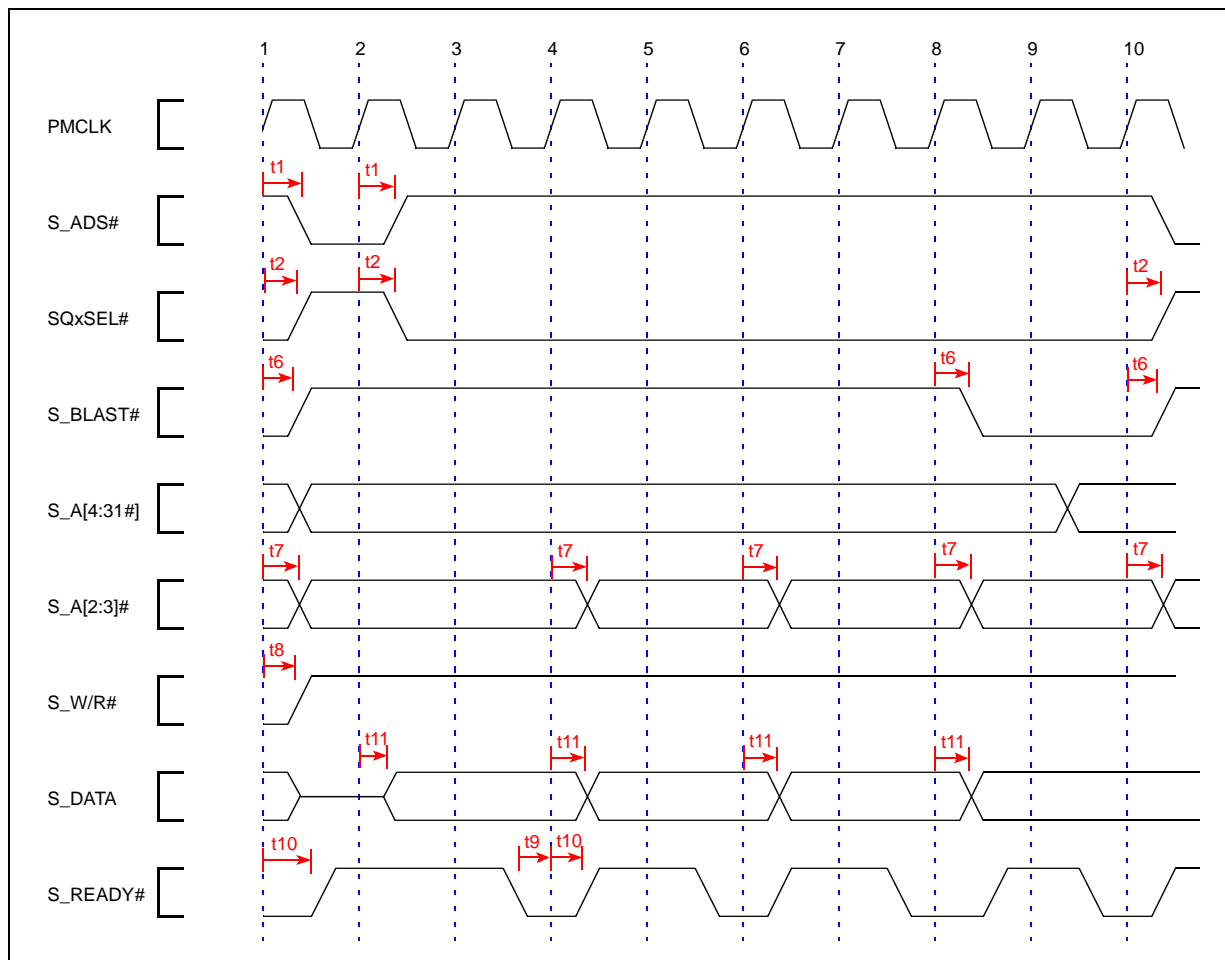 1 2 3 4 5 6 7 8 9 10
PMCLK
t1 t1
S_ADS#
t2 t2 t2
SQxSEL#
t6 t6 t6
S_BLAST#
S_A[4:31#]
t7 t7 t7 t7 t7
S_A[2:3]#
t8
S_W/R#
t11 t11 t11 t11
S_DATA
t10 t9 t10
S_READY#